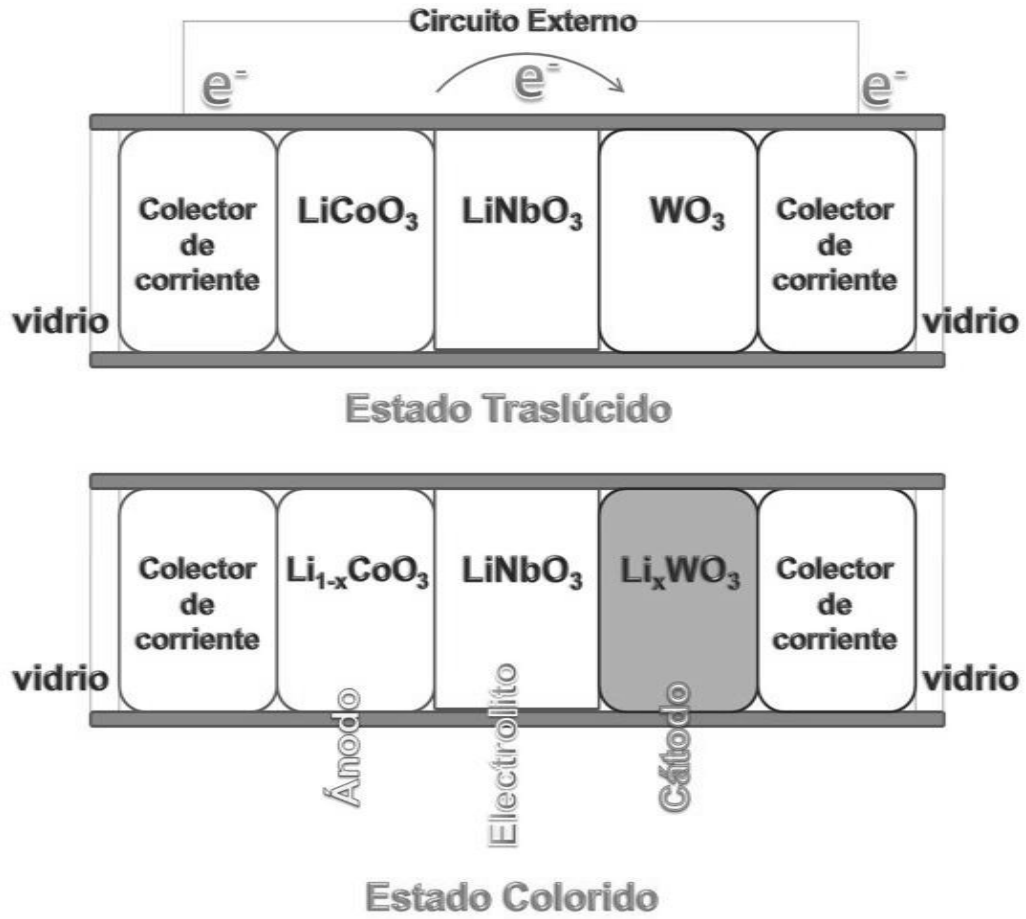 Circuito Externo
e⁻ e⁻ e⁻
Colector
de
corriente
LiCoO₃
LiNbO₃
WO₃
Colector
de
corriente
vidrio
vidrio
Estado Traslúcido
Colector
de
corriente
Li₁₋ₓCoO₃
LiNbO₃
LiₓWO₃
Colector
de
corriente
vidrio
vidrio
Ánodo
Electrolito
Cátodo
Estado Colorido